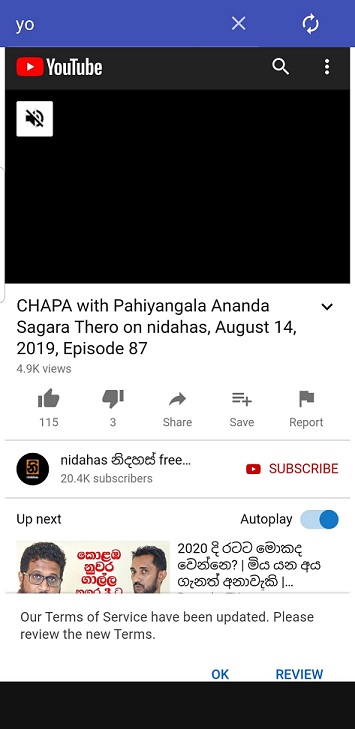 yo
YouTube
CHAPA with Pahiyangala Ananda
Sagara Thero on nidahas, August 14,
2019, Episode 87
4.9K views
115
3
Share
Save
Report
nidahas නිදහස් free...
20.4K subscribers
SUBSCRIBE
Up next
Autoplay
කොළඹ
නුවර
ගාල්ල
2020 දි රටට මොකද
වෙන්නෙ? | මිය යන අය
ගැනත් අනාවැකි |...
Our Terms of Service have been updated. Please
review the new Terms.
OK
REVIEW